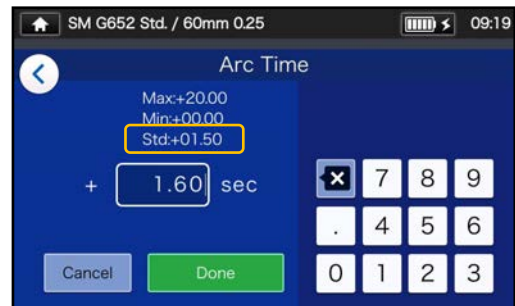 SM G652 Std. / 60mm 0.25 09:19
Arc Time
Max:+20.00
Min:+00.00
Std:+01.50
+ 1.60 sec
7 8 9
. 4 5 6
Cancel Done 0 1 2 3